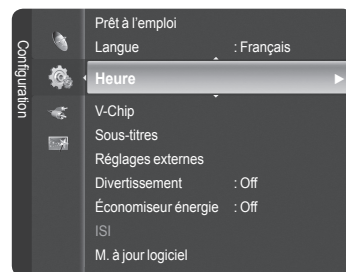 Configuration
Prêt à l'emploi
Langue : Français
Heure
V-Chip
Sous-titres
Réglages externes
Divertissement : Off
Économiseur énergie : Off
ISI
M. à jour logiciel